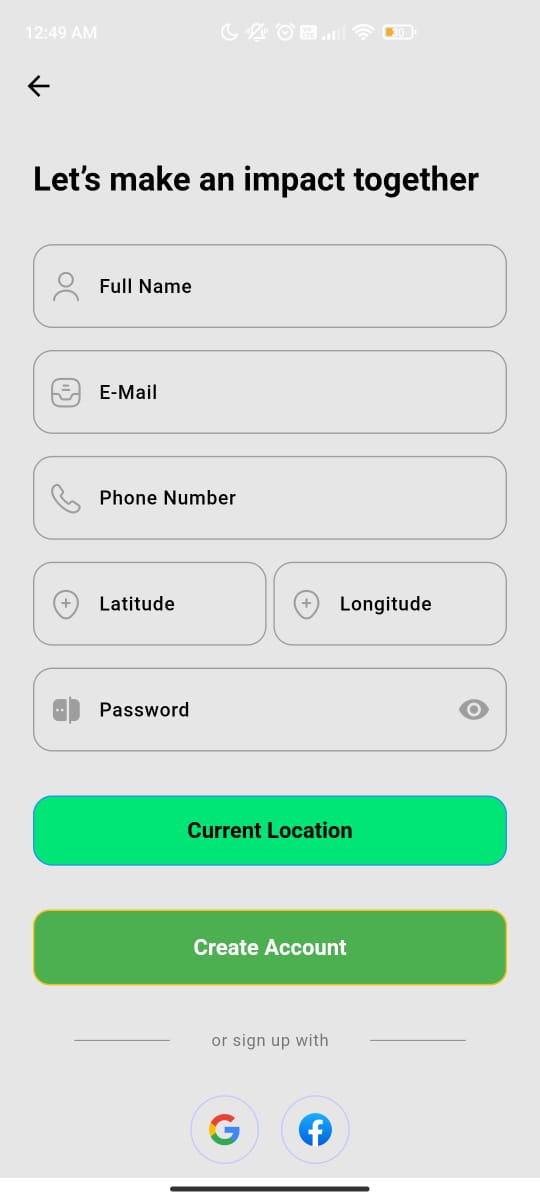 12:49 AM
30
Let's make an impact together
Full Name
E-Mail
Phone Number
Latitude Longitude
Password
Current Location
Create Account
or sign up with